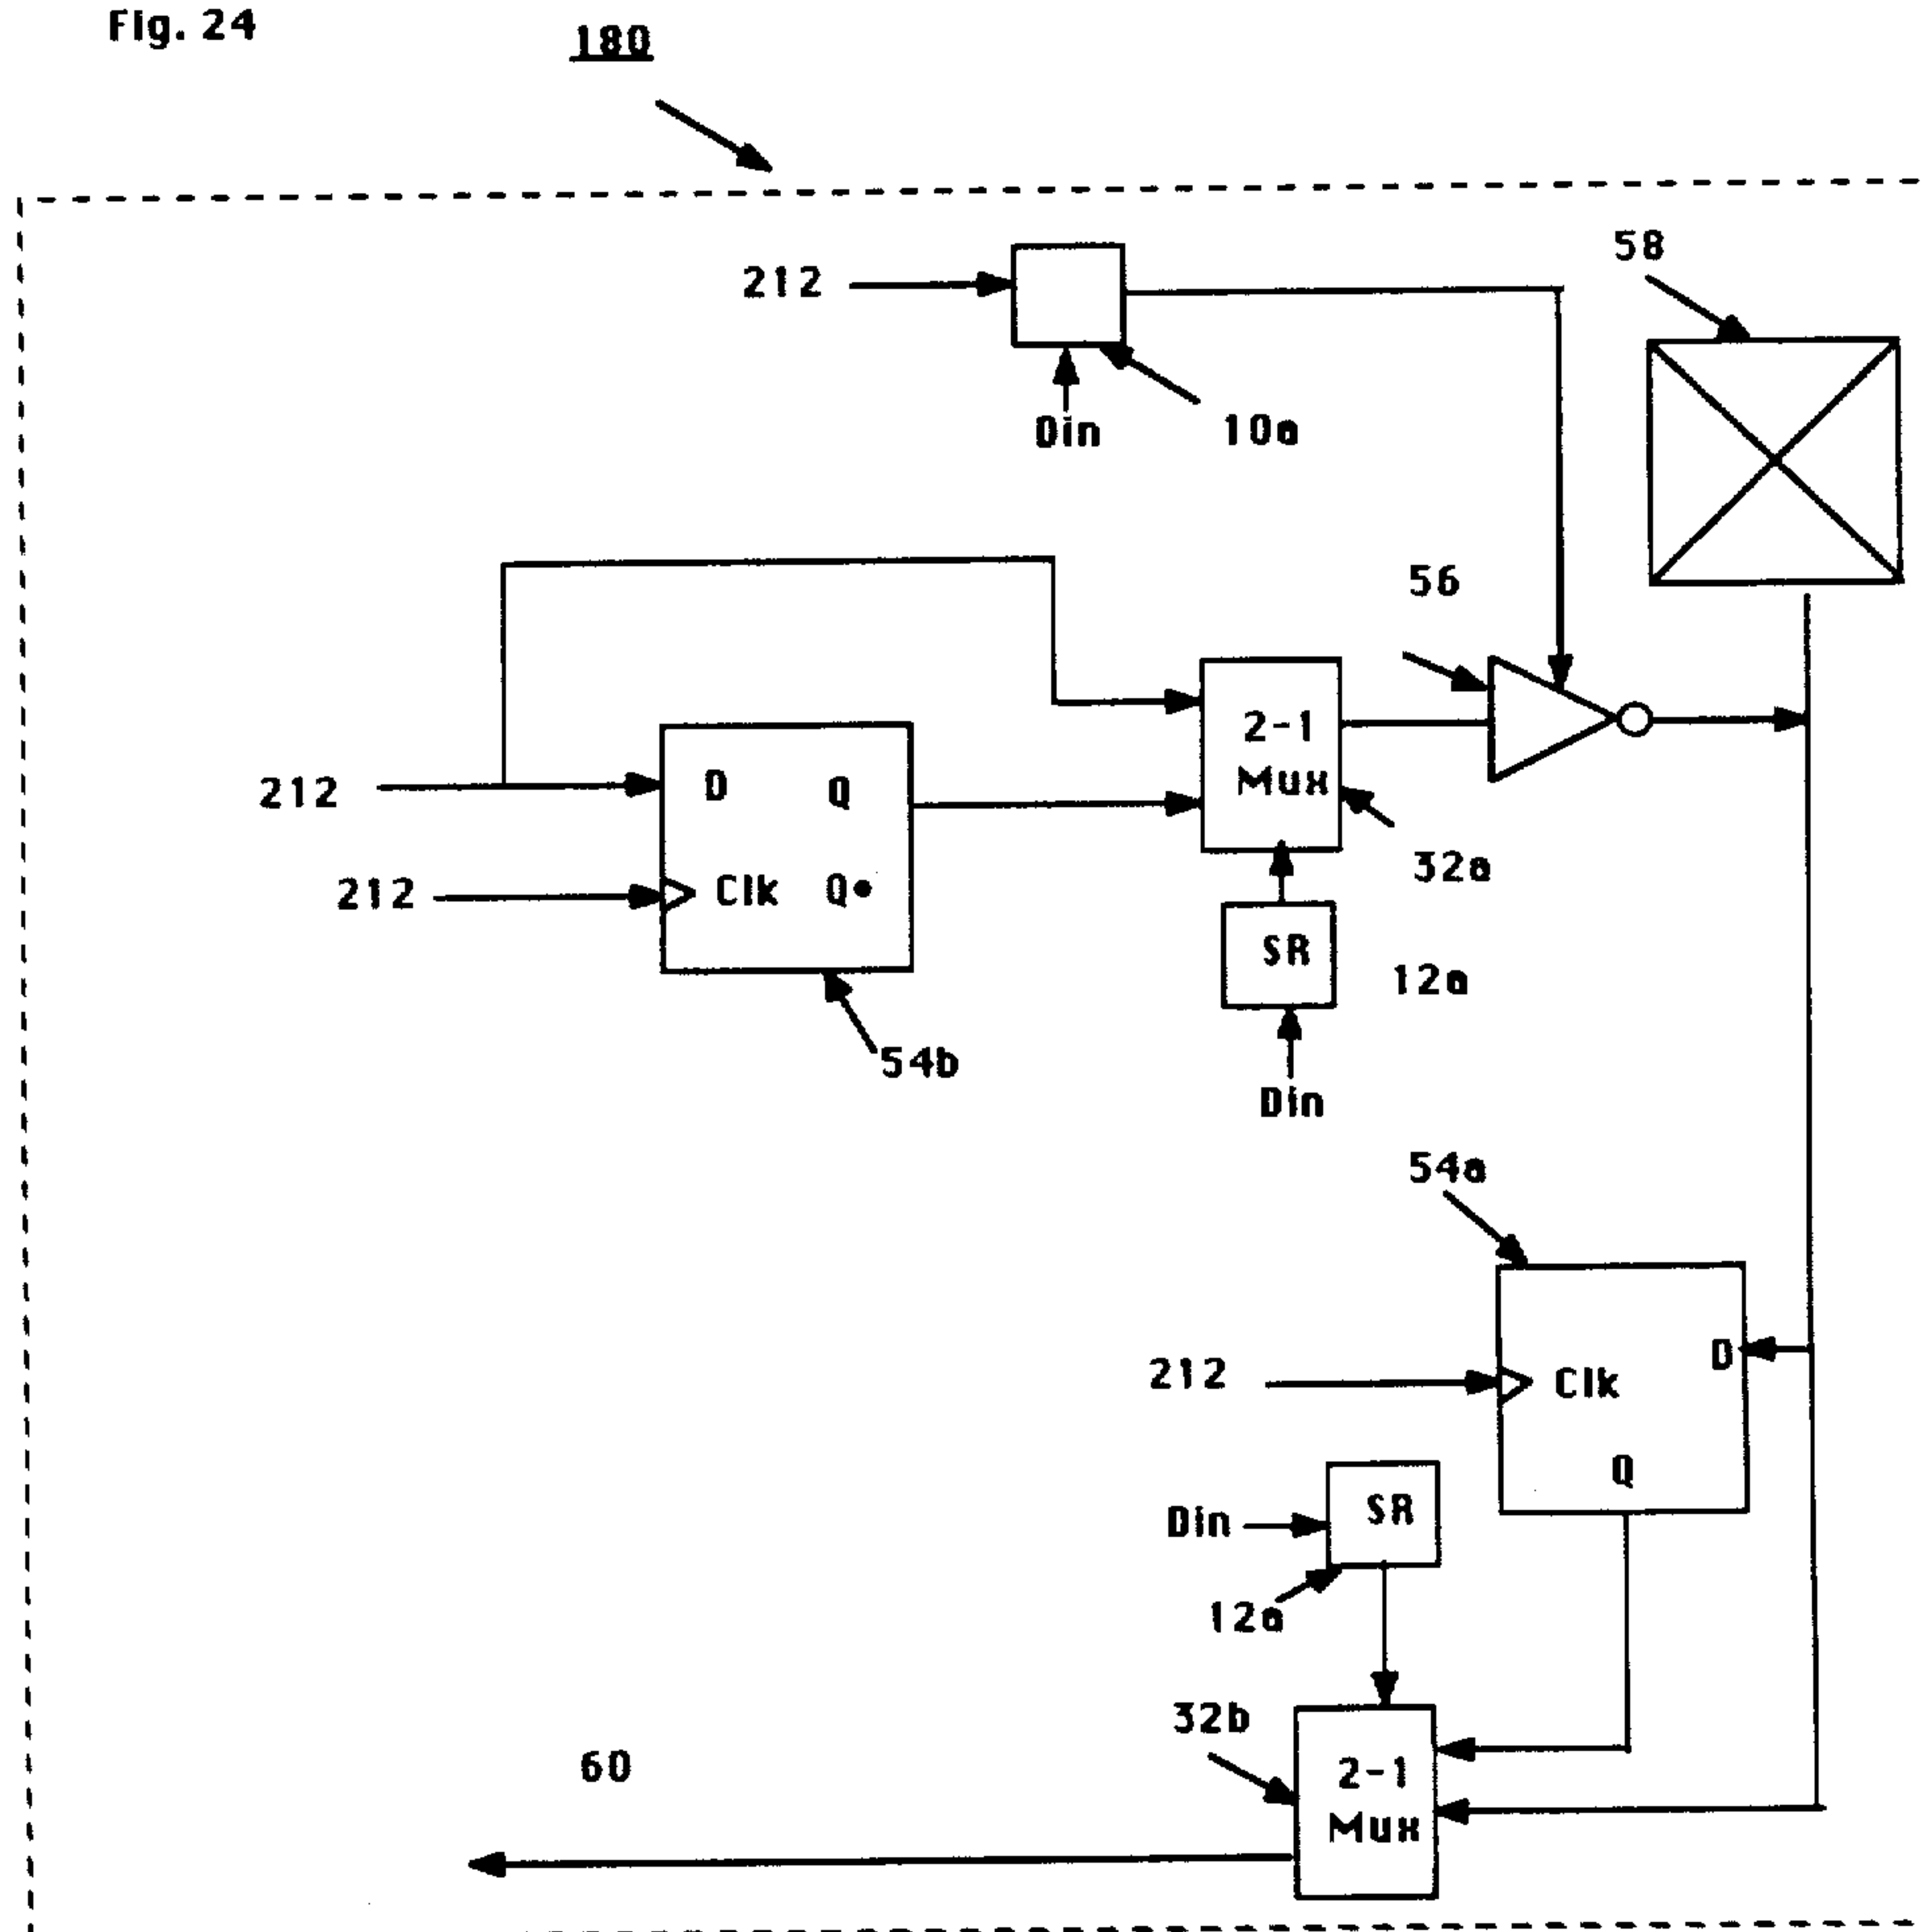 Fig. 24
180
58
212
Din
10a
56
2-1
Mux
212
D
Q
212
Clk
Q•
32a
SR
12a
54b
Din
54a
D
212
Clk
Q
Din
SR
12a
32b
60
2-1
Mux